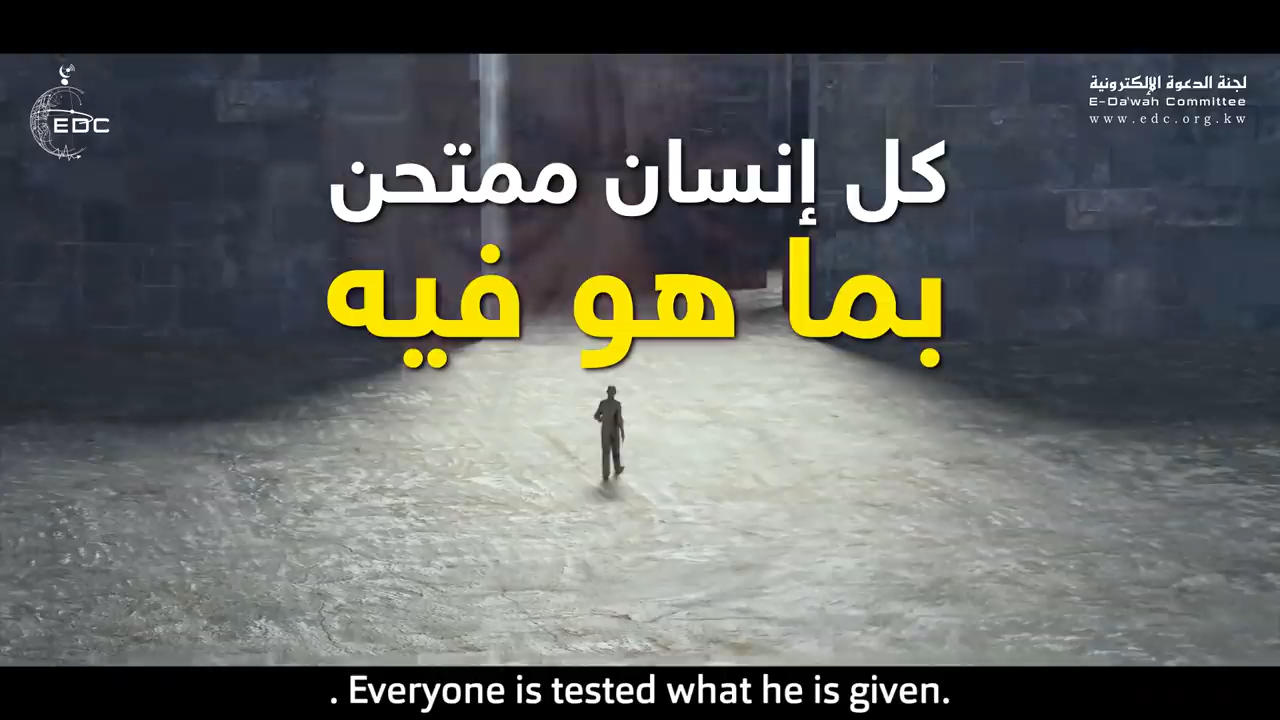 EDC
لجنة الدعوة الإلكترونية
E-Da'wah Committee
www.edc.org.kw
كل إنسان ممتحن
بما هو فيه
. Everyone is tested what he is given.